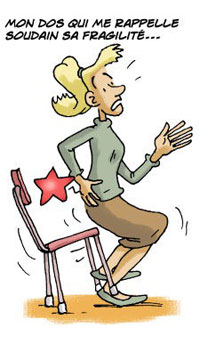 MON DOS QUI ME RAPPELLE
SOUDAIN SA FRAGILITÉ---